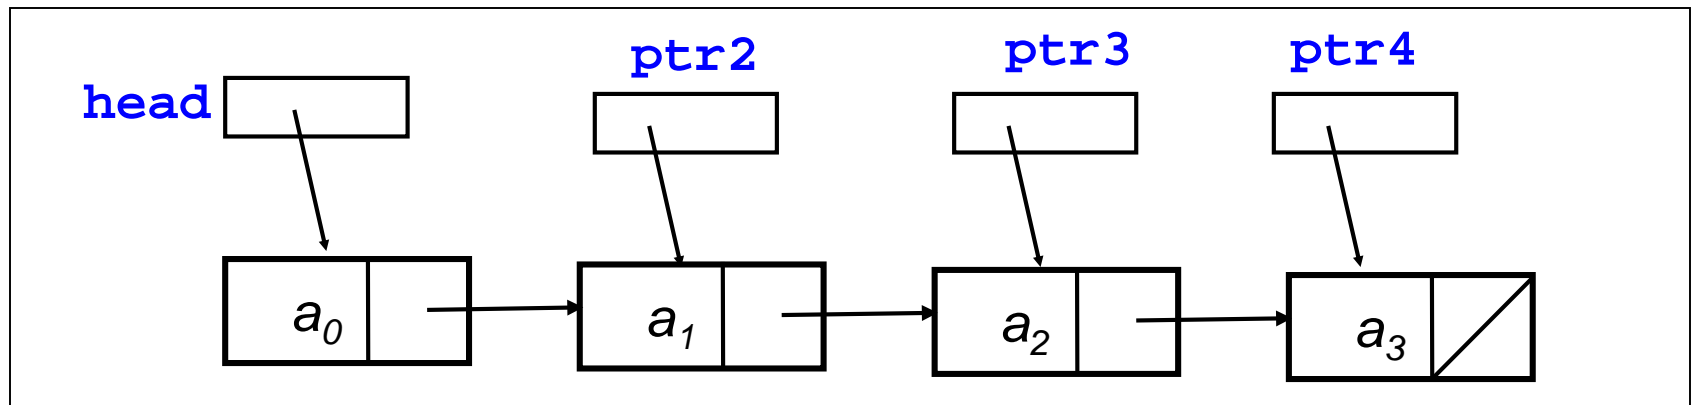 ptr2 ptr3 ptr4
head
a₀ a₁ a₂ a₃